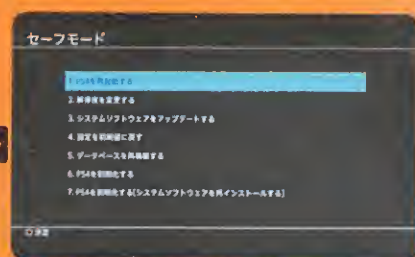 セーフモード
1. PS4を再起動する
2. 解像度を変更する
3. システムソフトウェアをアップデートする
4. 設定を初期値に戻す
5. データベースを再構築する
6. PS4を初期化する
7. PS4を初期化する[システムソフトウェアを再インストールする]
決定